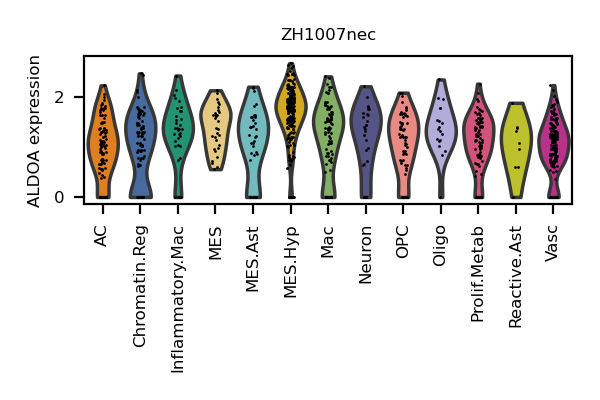 ZH1007nec
ALDOA expression
2
0
AC
Chromatin.Reg
Inflammatory.Mac
MES
MES.Ast
MES.Hyp
Mac
Neuron
OPC
Oligo
Prolif.Metab
Reactive.Ast
Vasc